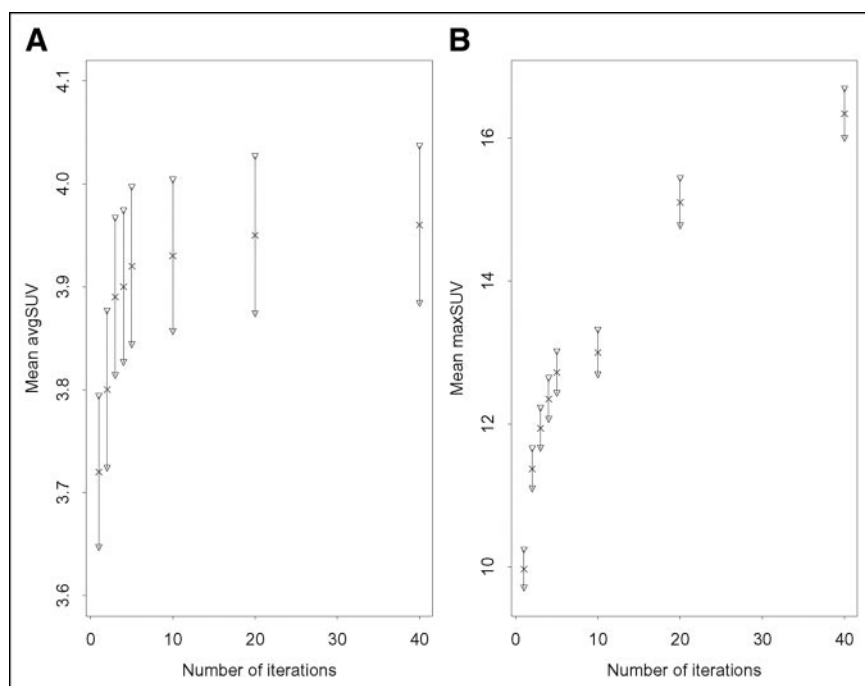 A
4.1
4.0
3.9
3.8
3.7
3.6
Mean avgSUV
0 10 20 30 40
Number of iterations
B
16
14
12
10
Mean maxSUV
0 10 20 30 40
Number of iterations